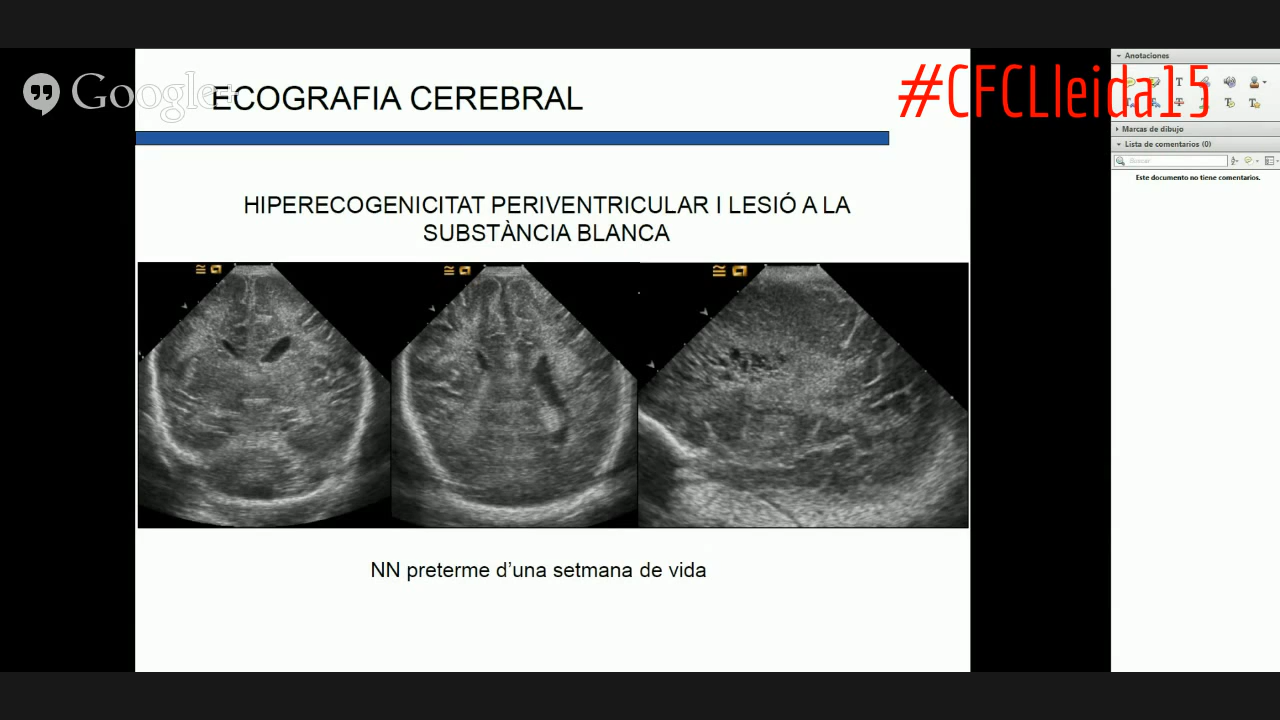 Google+
ECOGRAFIA CEREBRAL
#CFCLleida15
HIPERECOGENICITAT PERIVENTRICULAR I LESIÓ A LA
SUBSTÀNCIA BLANCA
NN preterme d’una setmana de vida
Anotaciones
Marcas de dibujo
Lista de comentarios (0)
Buscar
Este documento no tiene comentarios.